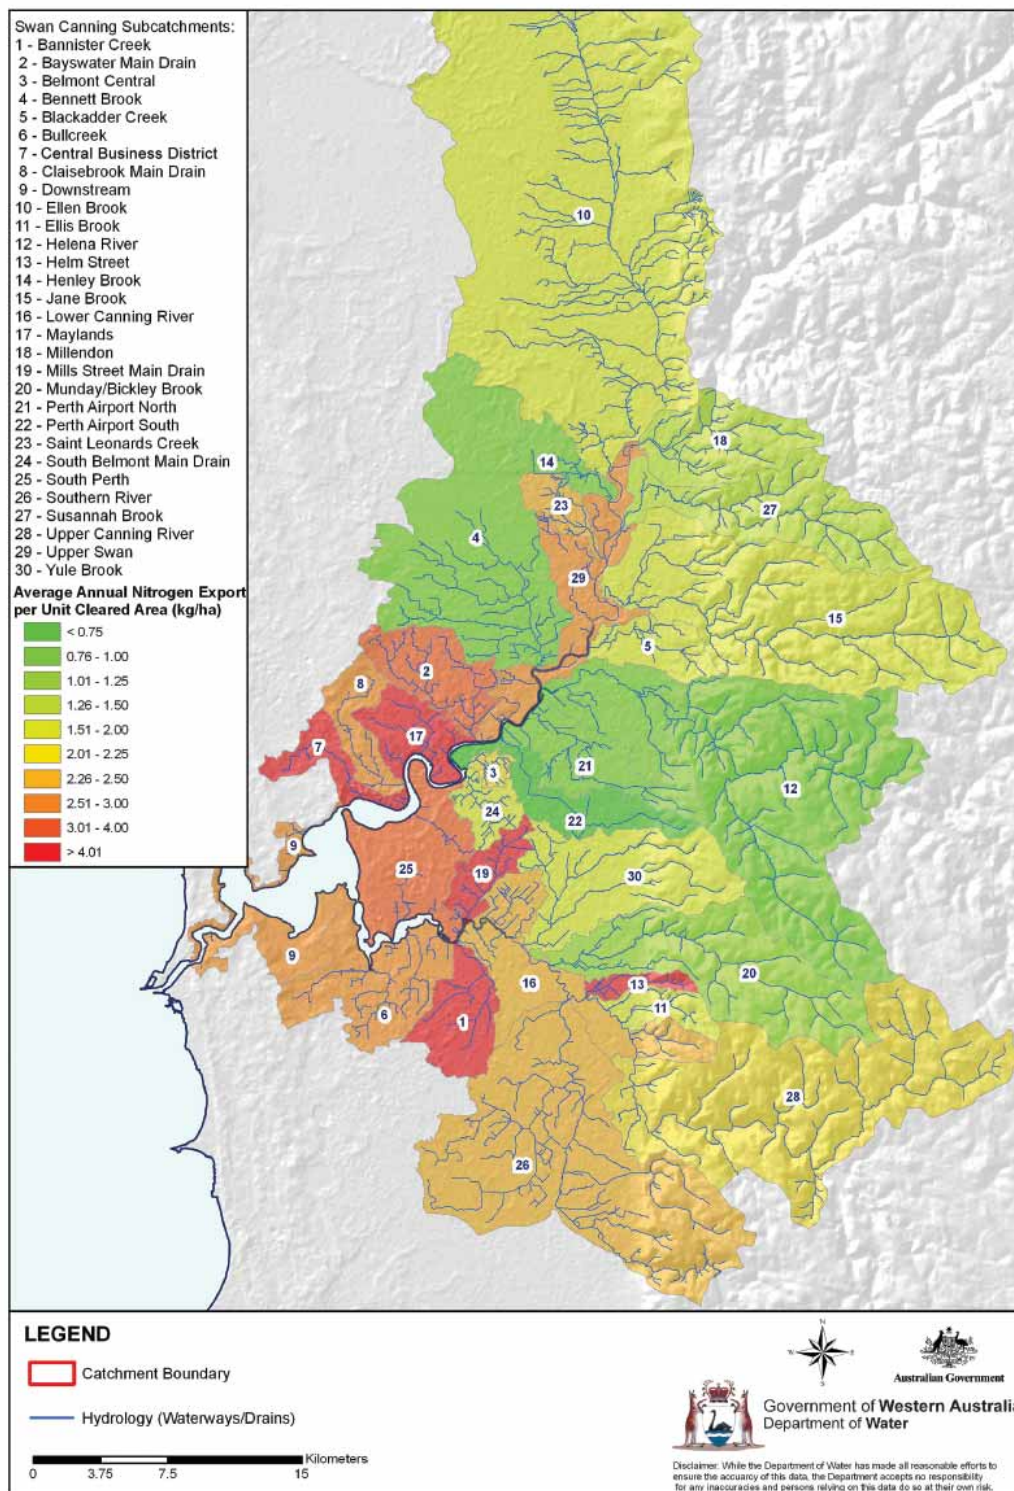 Swan Canning Subcatchments:
1 - Bannister Creek
2 - Bayswater Main Drain
3 - Belmont Central
4 - Bennett Brook
5 - Blackadder Creek
6 - Bullcreek
7 - Central Business District
8 - Claisebrook Main Drain
9 - Downstream
10 - Ellen Brook
11 - Ellis Brook
12 - Helena River
13 - Helm Street
14 - Henley Brook
15 - Jane Brook
16 - Lower Canning River
17 - Maylands
18 - Millendon
19 - Mills Street Main Drain
20 - Munday/Bickley Brook
21 - Perth Airport North
22 - Perth Airport South
23 - Saint Leonards Creek
24 - South Belmont Main Drain
25 - South Perth
26 - Southern River
27 - Susannah Brook
28 - Upper Canning River
29 - Upper Swan
30 - Yule Brook
Average Annual Nitrogen Export
per Unit Cleared Area (kg/ha)
< 0.75
0.76 - 1.00
1.01 - 1.25
1.26 - 1.50
1.51 - 2.00
2.01 - 2.25
2.26 - 2.50
2.51 - 3.00
3.01 - 4.00
> 4.01
10
18
14
23
27
4
29
15
5
2
8
17
7
21
3
12
24
22
9
25
19
30
9
16
20
13
11
6
1
28
26
LEGEND
Catchment Boundary
Hydrology (Waterways/Drains)
Kilometers
0 3.75 7.5 15
N
W E
S
Australian Government
Government of Western Australia
Department of Water
Disclaimer: While the Department of Water has made all reasonable efforts to
ensure the accuarcy of this data, the Department accepts no responsibility
for any inaccuracies and persons relying on this data do so at their own risk.